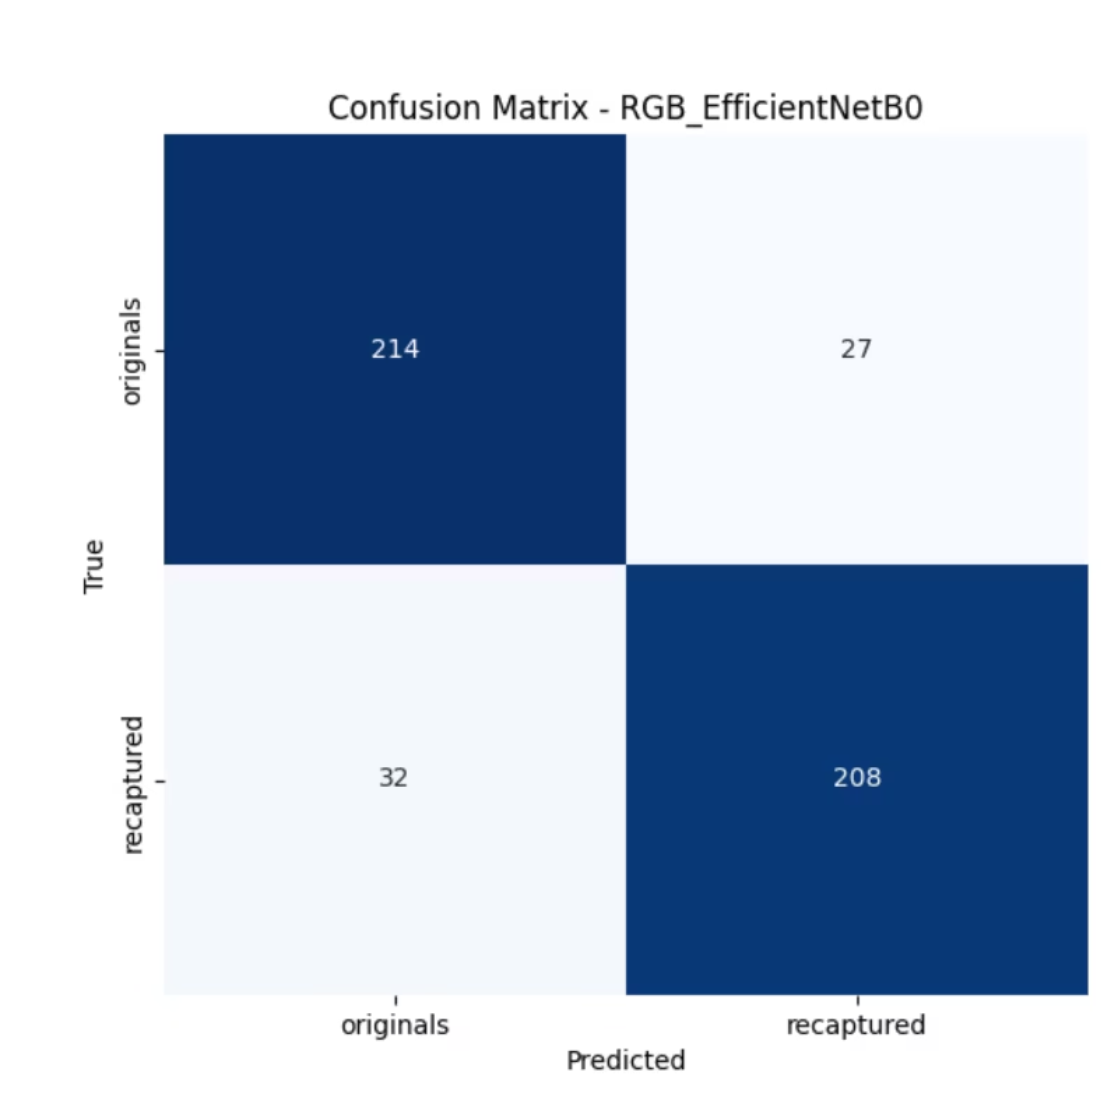 Confusion Matrix - RGB_EfficientNetB0
originals
214
27
True
recaptured
32
208
originals
recaptured
Predicted